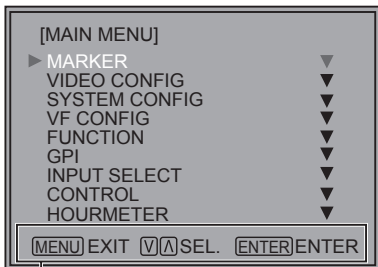 [MAIN MENU]
▶ MARKER ▼
VIDEO CONFIG ▼
SYSTEM CONFIG ▼
VF CONFIG ▼
FUNCTION ▼
GPI ▼
INPUT SELECT ▼
CONTROL ▼
HOURMETER ▼
MENU EXIT V Λ SEL. ENTER ENTER